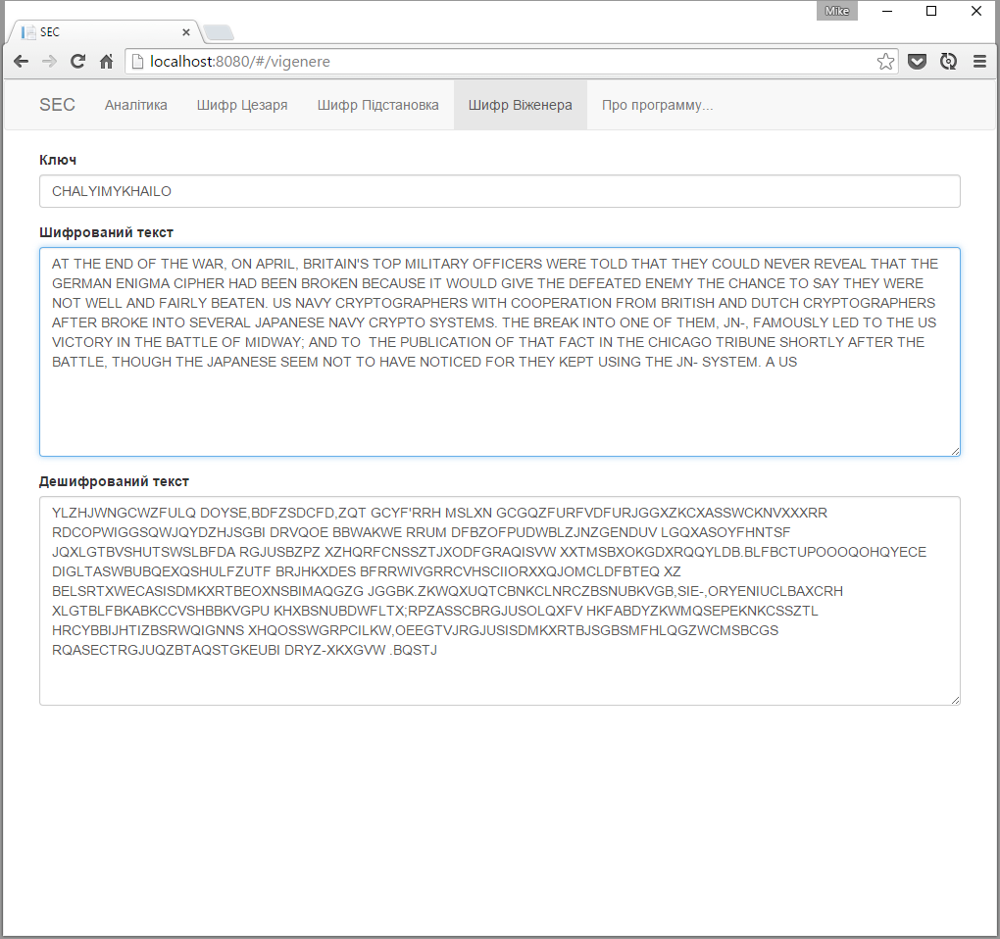 Mike
SEC
localhost:8080/#/vigenere
SEC Аналітика Шифр Цезаря Шифр Підстановка Шифр Віженера Про программу...
Ключ
CHALYIMYKHAILO
Шифрований текст
AT THE END OF THE WAR, ON APRIL, BRITAIN'S TOP MILITARY OFFICERS WERE TOLD THAT THEY COULD NEVER REVEAL THAT THE
GERMAN ENIGMA CIPHER HAD BEEN BROKEN BECAUSE IT WOULD GIVE THE DEFEATED ENEMY THE CHANCE TO SAY THEY WERE
NOT WELL AND FAIRLY BEATEN. US NAVY CRYPTOGRAPHERS WITH COOPERATION FROM BRITISH AND DUTCH CRYPTOGRAPHERS
AFTER BROKE INTO SEVERAL JAPANESE NAVY CRYPTO SYSTEMS. THE BREAK INTO ONE OF THEM, JN-, FAMOUSLY LED TO THE US
VICTORY IN THE BATTLE OF MIDWAY; AND TO  THE PUBLICATION OF THAT FACT IN THE CHICAGO TRIBUNE SHORTLY AFTER THE
BATTLE, THOUGH THE JAPANESE SEEM NOT TO HAVE NOTICED FOR THEY KEPT USING THE JN- SYSTEM. A US
Дешифрований текст
YLZHJWNGCWZFULQ DOYSE,BDFZSDCFD,ZQT GCYF'RRH MSLXN GCGQZFURFVDFURJGGXZKCXASSWCKNVXXXRR
RDCOPWIGGSQWJQYDZHJSGBI DRVQOE BBWAKWE RRUM DFBZOFPUDWBLZJNZGENDUV LGQXASOYFHNTSF
JQXLGTBVSHUTSWSLBFDA RGJUSBZPZ XZHQRFCNSSZTJXODFGRAQISVW XXTMSBXOKGDXRQQYLDB.BLFBCTUPOOOQOHQYECE
DIGLTASWBUBQEXQSHULFZUTF BRJHKXDES BFRRWIVGRRCVHSCIIORXXQJOMCLDFBTEQ XZ
BELSRTXWECASISDMKXRTBEOXNSBIMAQGZG JGGBK.ZKWQXUQTCBNKCLNRCZBSNUBKVGB,SIE-,ORYENIUCLBAXCRH
XLGTBLFBKABKCCVSHBBKVGPU KHXBSNUBDWFLTX;RPZASSCBRGJUSOLQXFV HKFABDYZKWMQSEPEKNKCSSZTL
HRCYBBIJHTIZBSRWQIGNNS XHQOSSWGRPCILKW,OEEGTVJRGJUSISDMKXRTBJSGBSMFHLQGZWCMSBCGS
RQASECTRGJUQZBTAQSTGKEUBI DRYZ-XKXGVW .BQSTJ